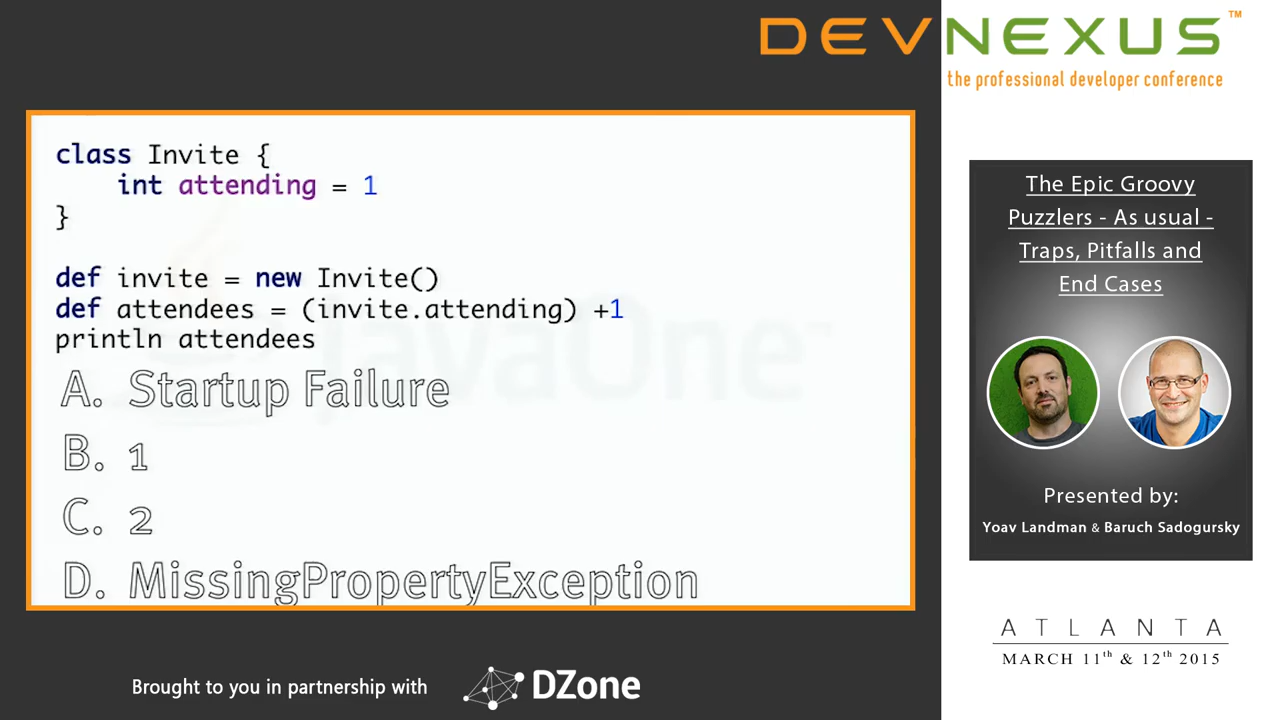 DEVNEXUS™
the professional developer conference
class Invite {
    int attending = 1
}
def invite = new Invite()
def attendees = (invite.attending) +1
println attendees
JavaOne™
A. Startup Failure
B. 1
C. 2
D. MissingPropertyException
The Epic Groovy
Puzzlers - As usual -
Traps, Pitfalls and
End Cases
Presented by:
Yoav Landman & Baruch Sadogursky
ATLANTA
MARCH 11th & 12th 2015
Brought to you in partnership with
DZone